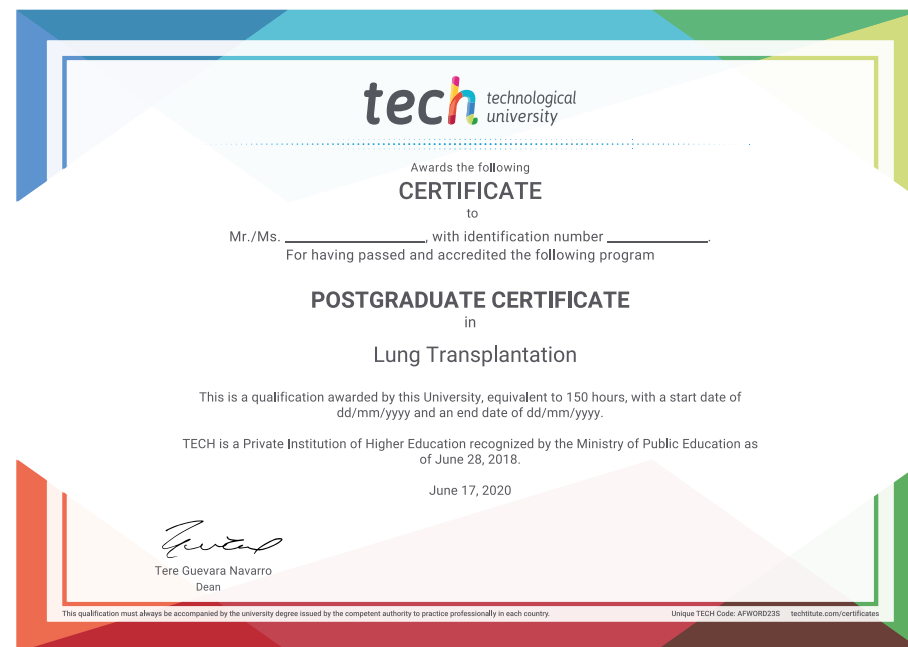 tech technological
university
Awards the following
CERTIFICATE
to
Mr./Ms. ____________________, with identification number __________________.
For having passed and accredited the following program
POSTGRADUATE CERTIFICATE
in
Lung Transplantation
This is a qualification awarded by this University, equivalent to 150 hours, with a start date of
dd/mm/yyyy and an end date of dd/mm/yyyy.
TECH is a Private Institution of Higher Education recognized by the Ministry of Public Education as
of June 28, 2018.
June 17, 2020
Tere Guevara Navarro
Dean
This qualification must always be accompanied by the university degree issued by the competent authority to practice professionally in each country. Unique TECH Code: AFWORD23S techtitute.com/certificates